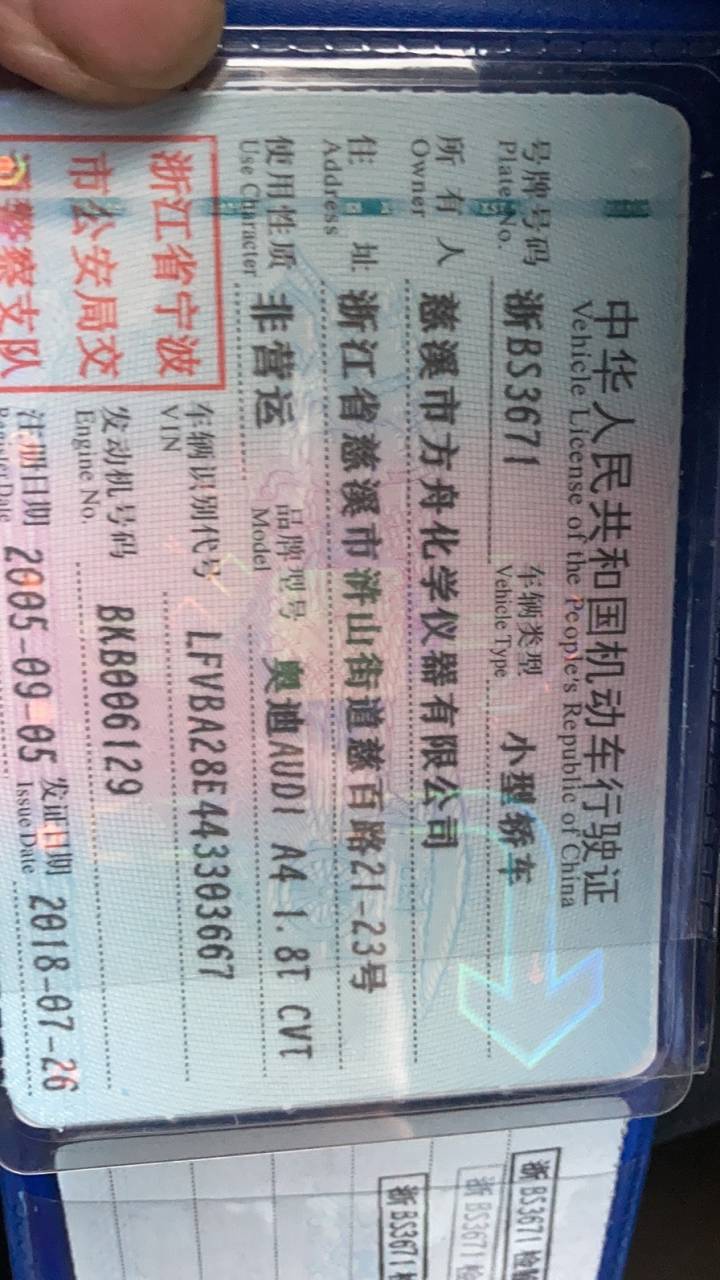 中华人民共和国机动车行驶证
Vehicle License of the People's Republic of China
号牌号码 浙BS3671 车辆类型 小型轿车
Plate No. Vehicle Type
所有人 慈溪市方舟化学仪器有限公司
Owner
住址 浙江省慈溪市浒山街道慈百路21-23号
Address
使用性质 非营运 品牌型号 奥迪AUDI A4 1.8T CVT
Use Character Model
浙江省宁波
市公安局交
警察支队
车辆识别代号 LFVBA28E443303667
VIN
发动机号码 BKB006129
Engine No.
注册日期 2005-09-05 发证日期 2018-07-26
Register Date Issue Date
浙BS3671 检
浙BS3671 检
浙BS3671 检